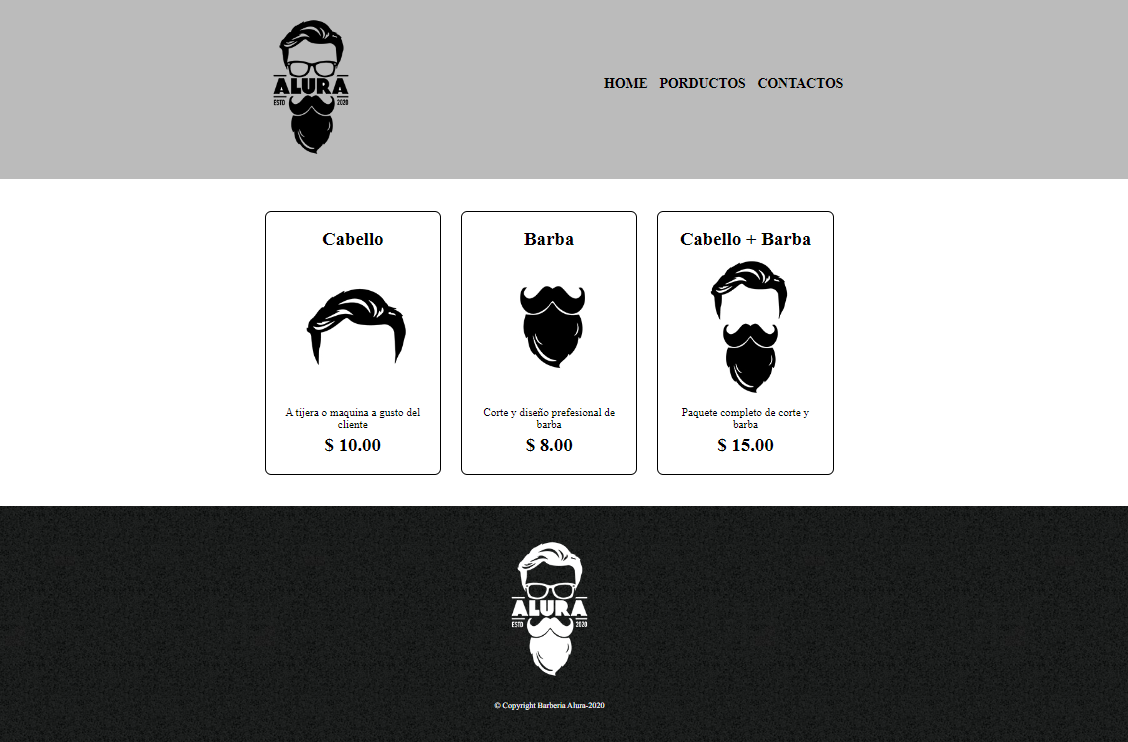 ALURA
ESTD 2020
HOME PORDUCTOS CONTACTOS
Cabello
A tijera o maquina a gusto del
cliente
$ 10.00
Barba
Corte y diseño prefesional de
barba
$ 8.00
Cabello + Barba
Paquete completo de corte y
barba
$ 15.00
ALURA
ESTD 2020
© Copyright Barbería Alura-2020